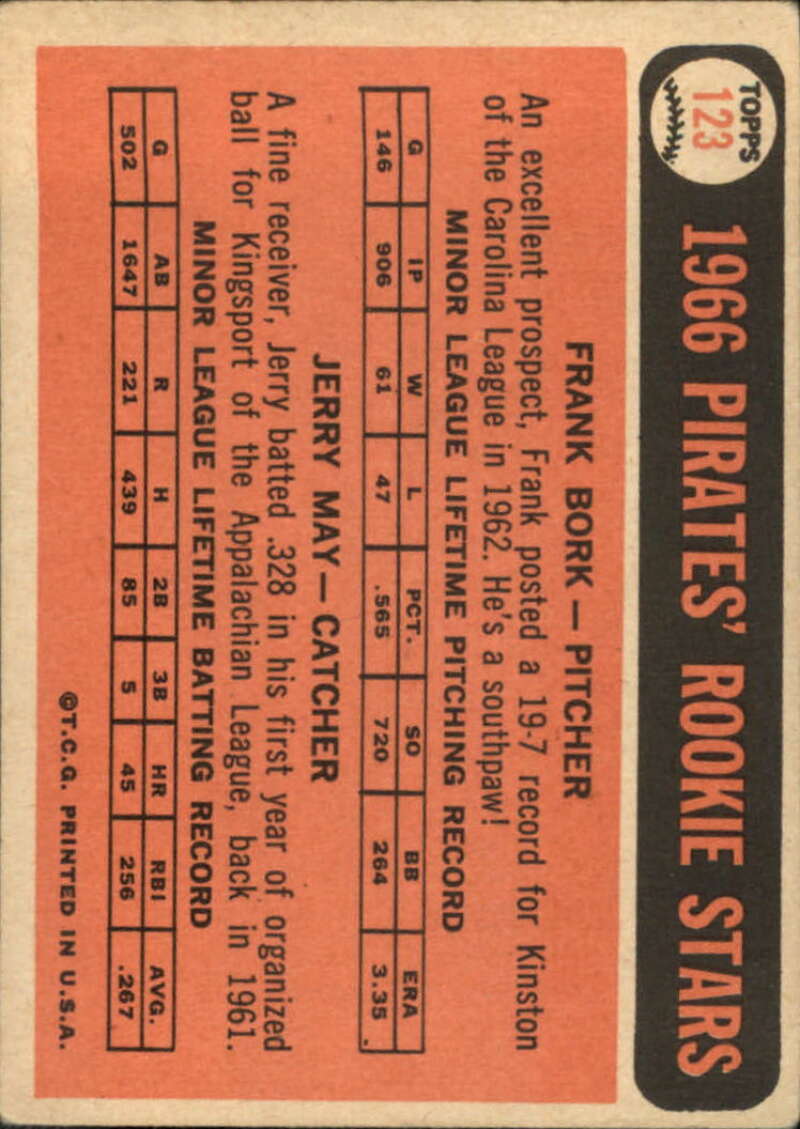 TOPPS
123
1966 PIRATES' ROOKIE STARS
FRANK BORK — PITCHER
An excellent prospect, Frank posted a 19-7 record for Kinston
of the Carolina League in 1962. He's a southpaw!
MINOR LEAGUE LIFETIME PITCHING RECORD
G IP W L PCT. SO BB ERA
146 906 61 47 .565 720 264 3.35
JERRY MAY — CATCHER
A fine receiver, Jerry batted .328 in his first year of organized
ball for Kingsport of the Appalachian League, back in 1961.
MINOR LEAGUE LIFETIME BATTING RECORD
G AB R H 2B 3B HR RBI AVG.
502 1647 221 439 85 5 45 256 .267
©T.C.G. PRINTED IN U.S.A.